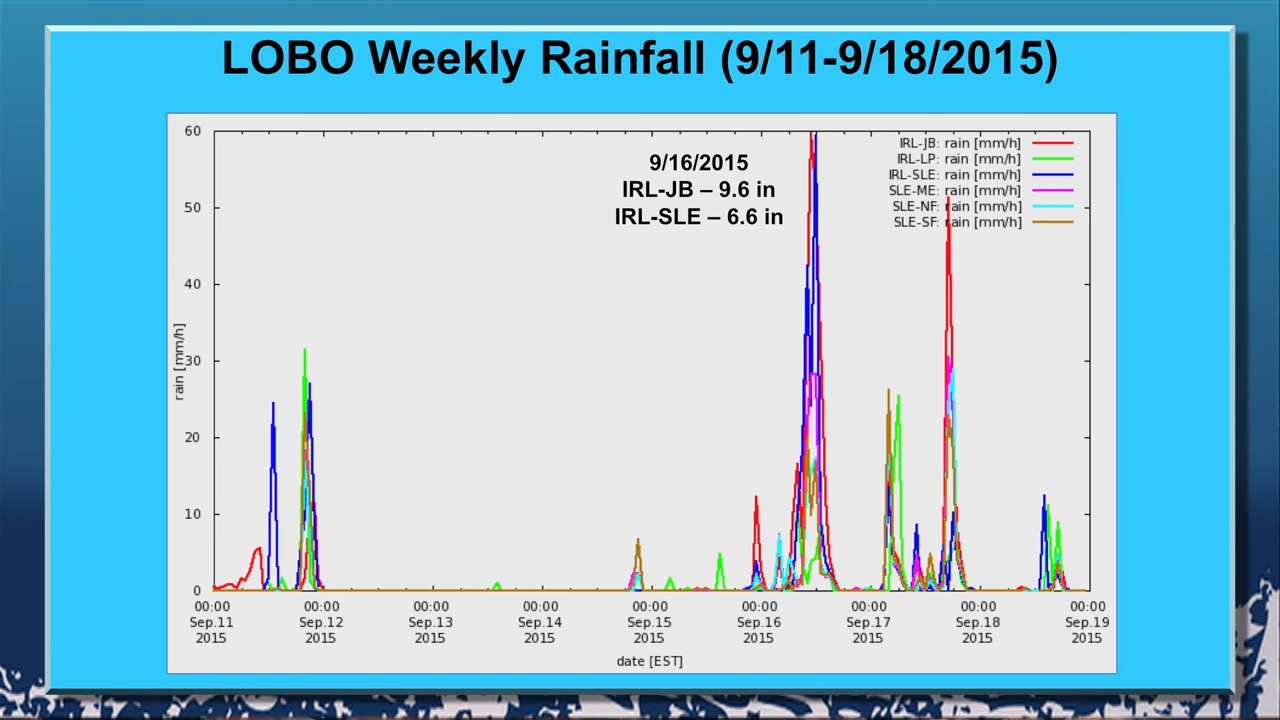 LOBO Weekly Rainfall (9/11-9/18/2015)
9/16/2015
IRL-JB – 9.6 in
IRL-SLE – 6.6 in
IRL-JB: rain [mm/h]
IRL-LP: rain [mm/h]
IRL-SLE: rain [mm/h]
SLE-ME: rain [mm/h]
SLE-NF: rain [mm/h]
SLE-SF: rain [mm/h]
60
50
40
30
20
10
0
rain [mm/h]
00:00 00:00 00:00 00:00 00:00 00:00 00:00 00:00 00:00
Sep.11 Sep.12 Sep.13 Sep.14 Sep.15 Sep.16 Sep.17 Sep.18 Sep.19
2015 2015 2015 2015 2015 2015 2015 2015 2015
date [EST]